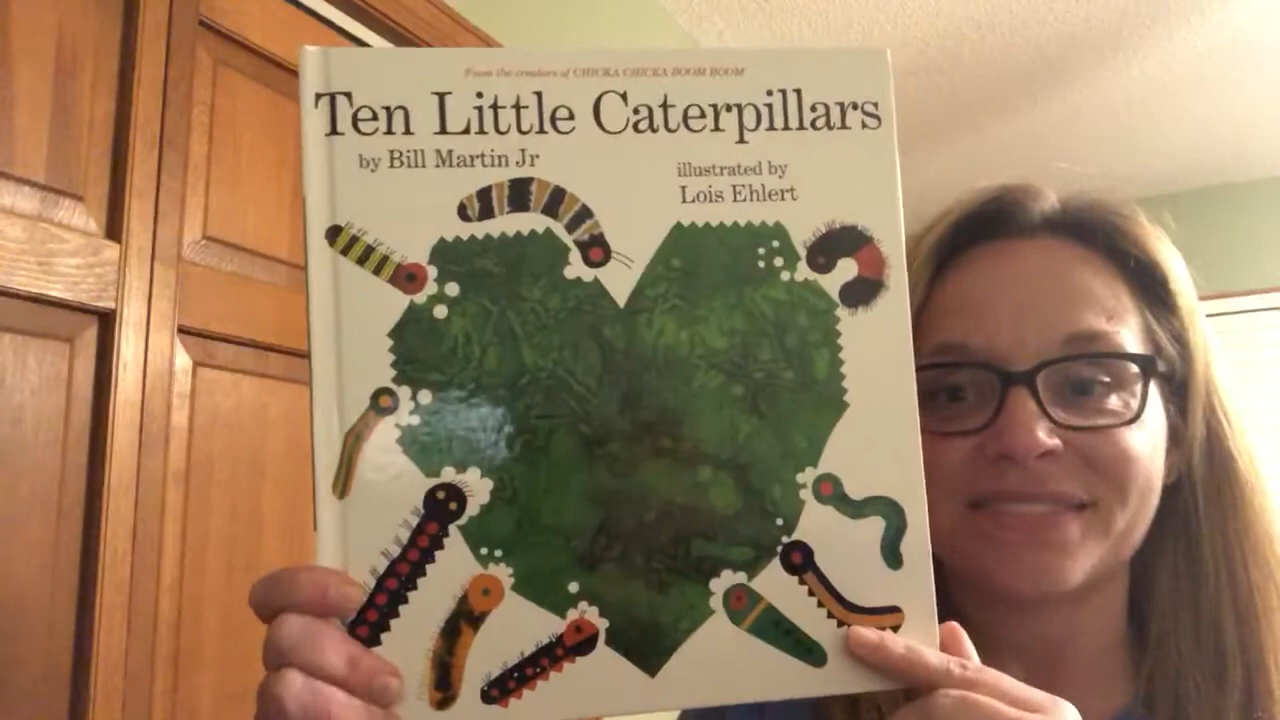 From the creators of CHICKA CHICKA BOOM BOOM
Ten Little Caterpillars
by Bill Martin Jr
illustrated by
Lois Ehlert